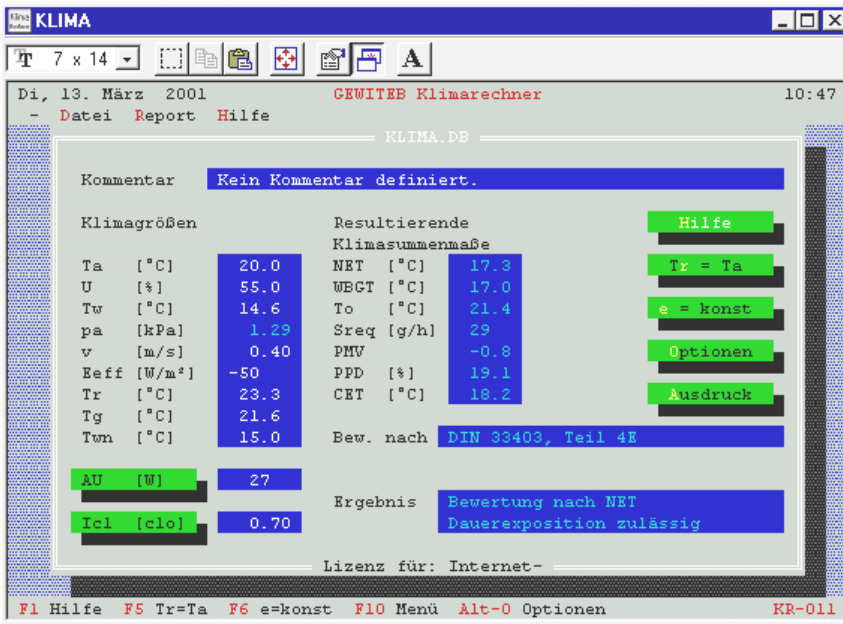 KLIMA
7 x 14
A
Di, 13. März 2001 GEWITEB Klimarechner 10:47
- Datei Report Hilfe
KLIMA.DB
Kommentar Kein Kommentar definiert.
Klimagrößen Resultierende Hilfe
Klimasummenmaße
Ta [°C] 20.0 NET [°C] 17.3 Tr = Ta
U [%] 55.0 WBGT [°C] 17.0
Tw [°C] 14.6 To [°C] 21.4 e = konst
pa [kPa] 1.29 Sreq [g/h] 29
v [m/s] 0.40 PMV -0.8 Optionen
Eeff [W/m²] -50 PPD [%] 19.1
Tr [°C] 23.3 CET [°C] 18.2 Ausdruck
Tg [°C] 21.6
Twn [°C] 15.0 Bew. nach DIN 33403, Teil 4E
AU [W] 27
Ergebnis Bewertung nach NET
Icl [clo] 0.70 Dauerexposition zulässig
Lizenz für: Internet-
F1 Hilfe F5 Tr=Ta F6 e=konst F10 Menü Alt-O Optionen KR-011